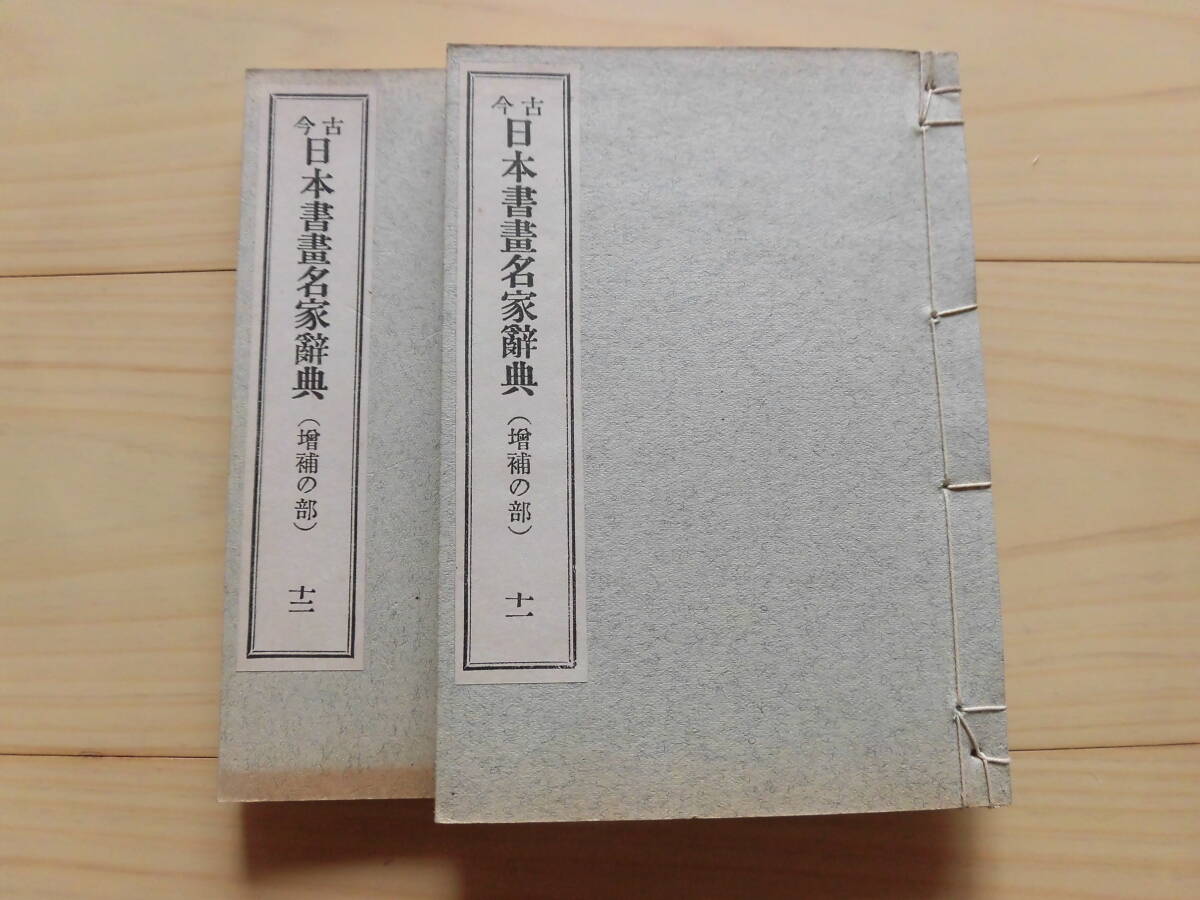 古今
日本書畫名家辭典
（增補の部）
十一
古今
日本書畫名家辭典
（增補の部）
十二